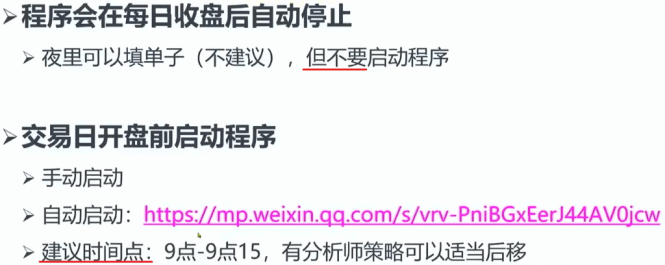 ➢程序会在每日收盘后自动停止
➢夜里可以填单子（不建议），但不要启动程序
➢交易日开盘前启动程序
➢手动启动
➢自动启动：https://mp.weixin.qq.com/s/vrv-PniBGxEerJ44AV0jcw
➢建议时间点：9点-9点15，有分析师策略可以适当后移